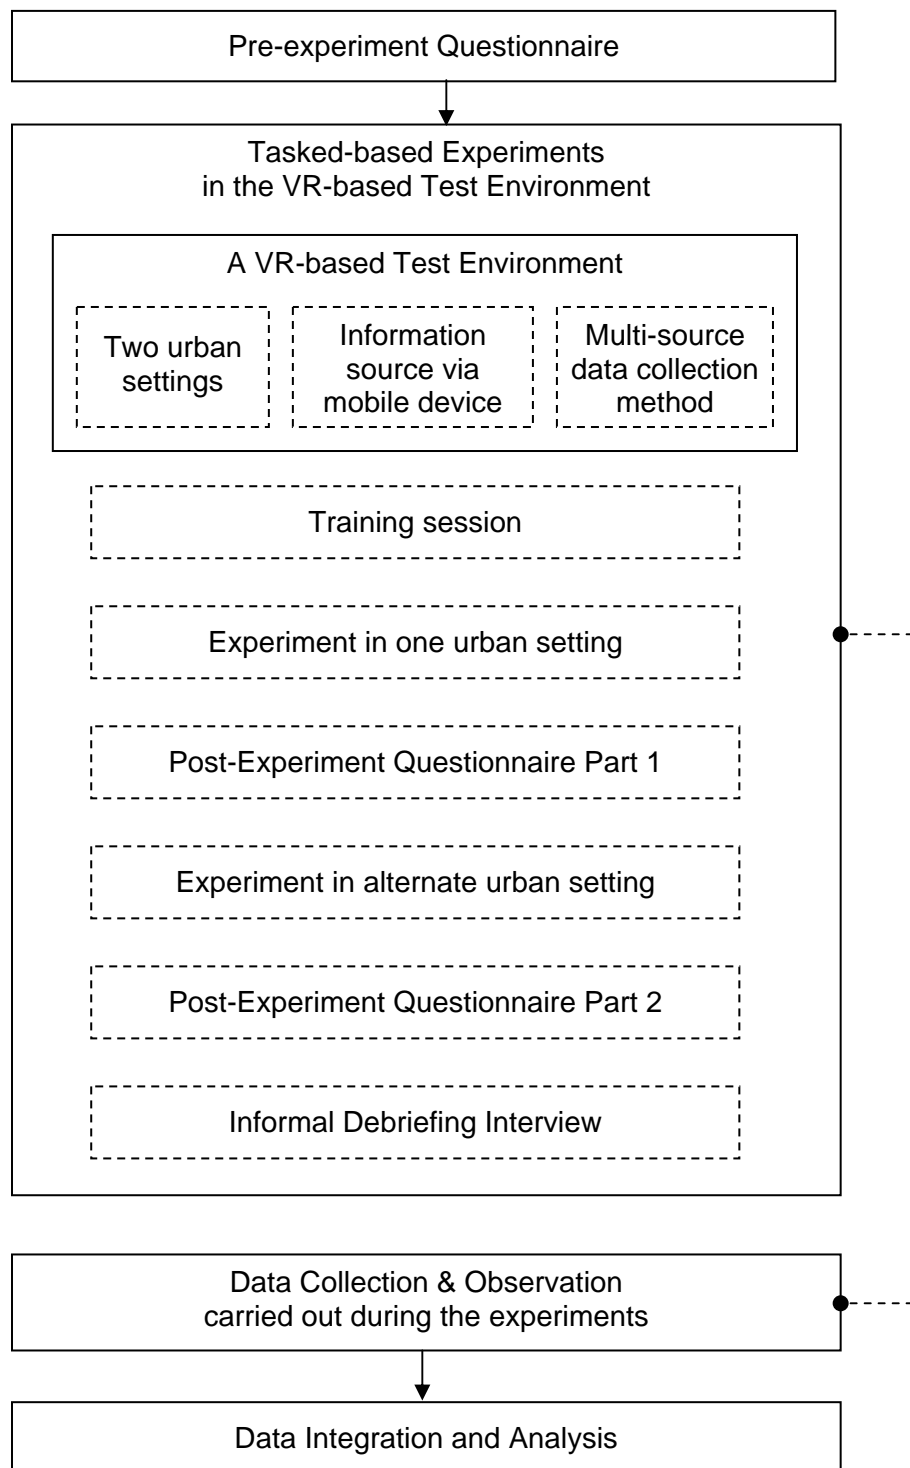 Pre-experiment Questionnaire
Tasked-based Experiments
in the VR-based Test Environment
A VR-based Test Environment
Two urban
settings
Information
source via
mobile device
Multi-source
data collection
method
Training session
Experiment in one urban setting
Post-Experiment Questionnaire Part 1
Experiment in alternate urban setting
Post-Experiment Questionnaire Part 2
Informal Debriefing Interview
Data Collection & Observation
carried out during the experiments
Data Integration and Analysis